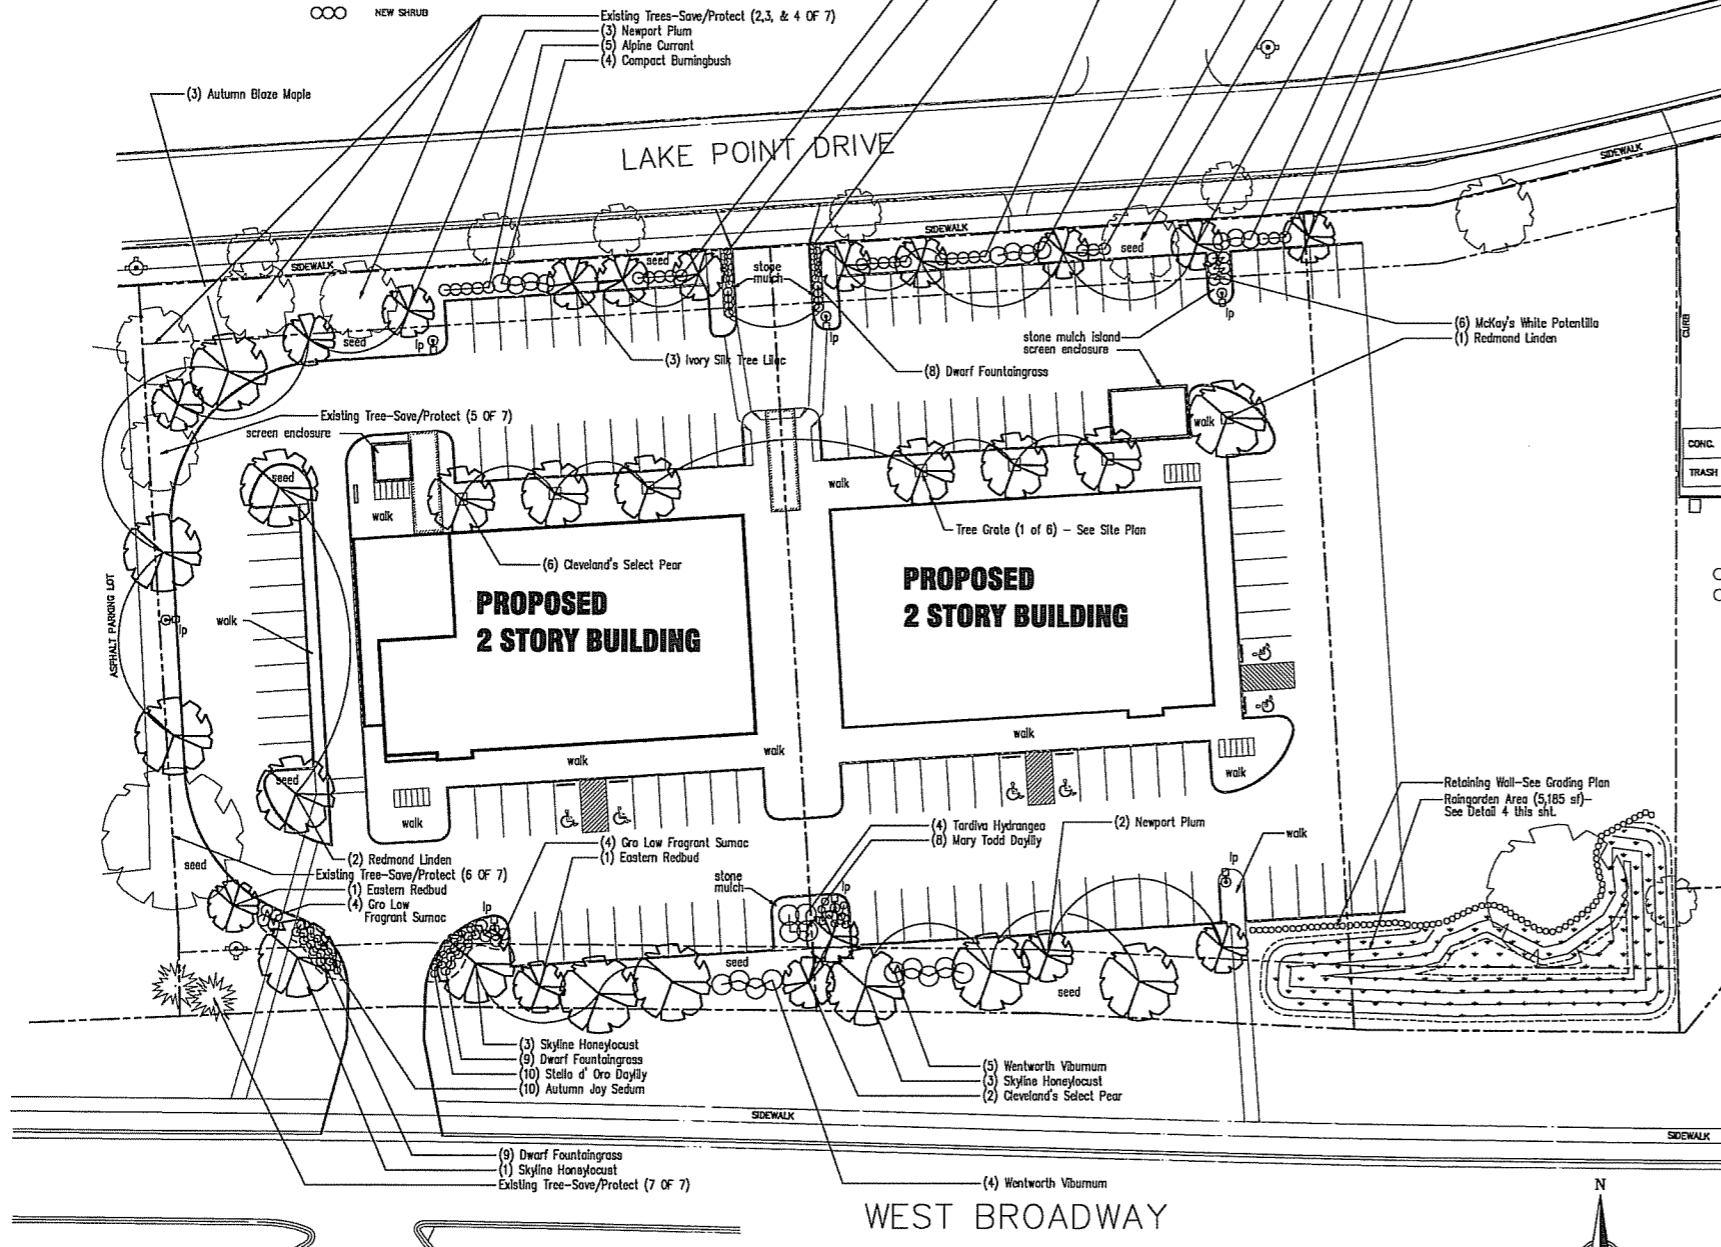 NEW SHRUB
Existing Trees-Save/Protect (2,3, & 4 OF 7)
(3) Newport Plum
(5) Alpine Currant
(4) Compact Burningbush
(3) Autumn Blaze Maple
LAKE POINT DRIVE
SIDEWALK
SIDEWALK
SIDEWALK
seed
stone
mulch
seed
seed
lp
lp
lp
stone mulch island
screen enclosure
(6) McKay's White Potentilla
(1) Redmond Linden
CURB
(3) Ivory Silk Tree Lilac
(8) Dwarf Fountaingrass
Existing Tree-Save/Protect (5 OF 7)
screen enclosure
walk
CONC.
TRASH
seed
walk
walk
Tree Grate (1 of 6) - See Site Plan
(6) Cleveland's Select Pear
PROPOSED
2 STORY BUILDING
PROPOSED
2 STORY BUILDING
ASPHALT PARKING LOT
walk
lp
walk
walk
walk
walk
seed
walk
Retaining Wall-See Grading Plan
Raingarden Area (5,185 sf)-
See Detail 4 this sht.
(4) Tardiva Hydrangea
(8) Mary Todd Daylily
(2) Newport Plum
walk
(4) Gro Low Fragrant Sumac
(1) Eastern Redbud
(2) Redmond Linden
Existing Tree-Save/Protect (6 OF 7)
(1) Eastern Redbud
(4) Gro Low
Fragrant Sumac
seed
stone
mulch
lp
lp
lp
seed
seed
(3) Skyline Honeylocust
(9) Dwarf Fountaingrass
(10) Stella d' Oro Daylily
(10) Autumn Joy Sedum
(5) Wentworth Viburnum
(3) Skyline Honeylocust
(2) Cleveland's Select Pear
SIDEWALK
SIDEWALK
(9) Dwarf Fountaingrass
(1) Skyline Honeylocust
Existing Tree-Save/Protect (7 OF 7)
(4) Wentworth Viburnum
WEST BROADWAY
N